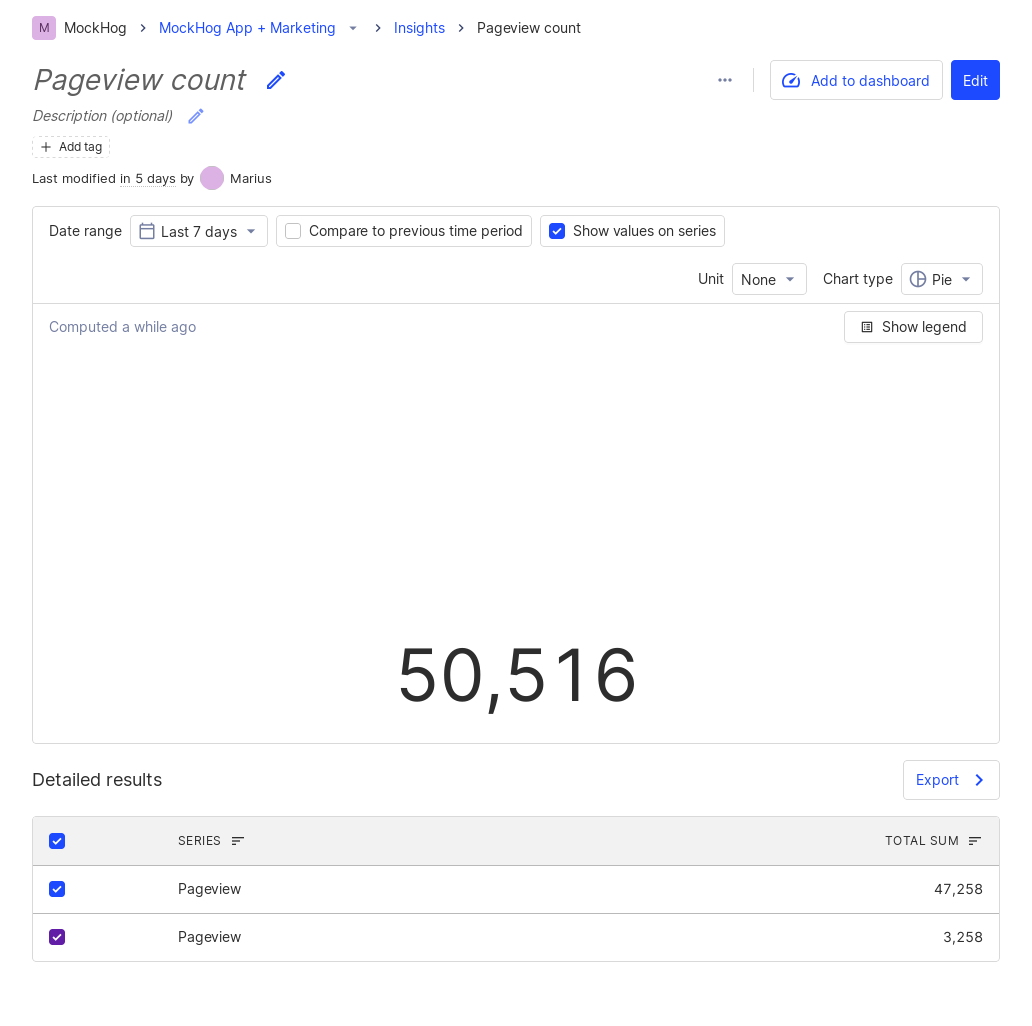 M MockHog MockHog App + Marketing Insights Pageview count
Pageview count
Add to dashboard Edit
Description (optional)
Add tag
Last modified in 5 days by Marius
Date range Last 7 days Compare to previous time period Show values on series
Unit None Chart type Pie
Computed a while ago Show legend
50,516
Detailed results Export
SERIES TOTAL SUM
Pageview 47,258
Pageview 3,258